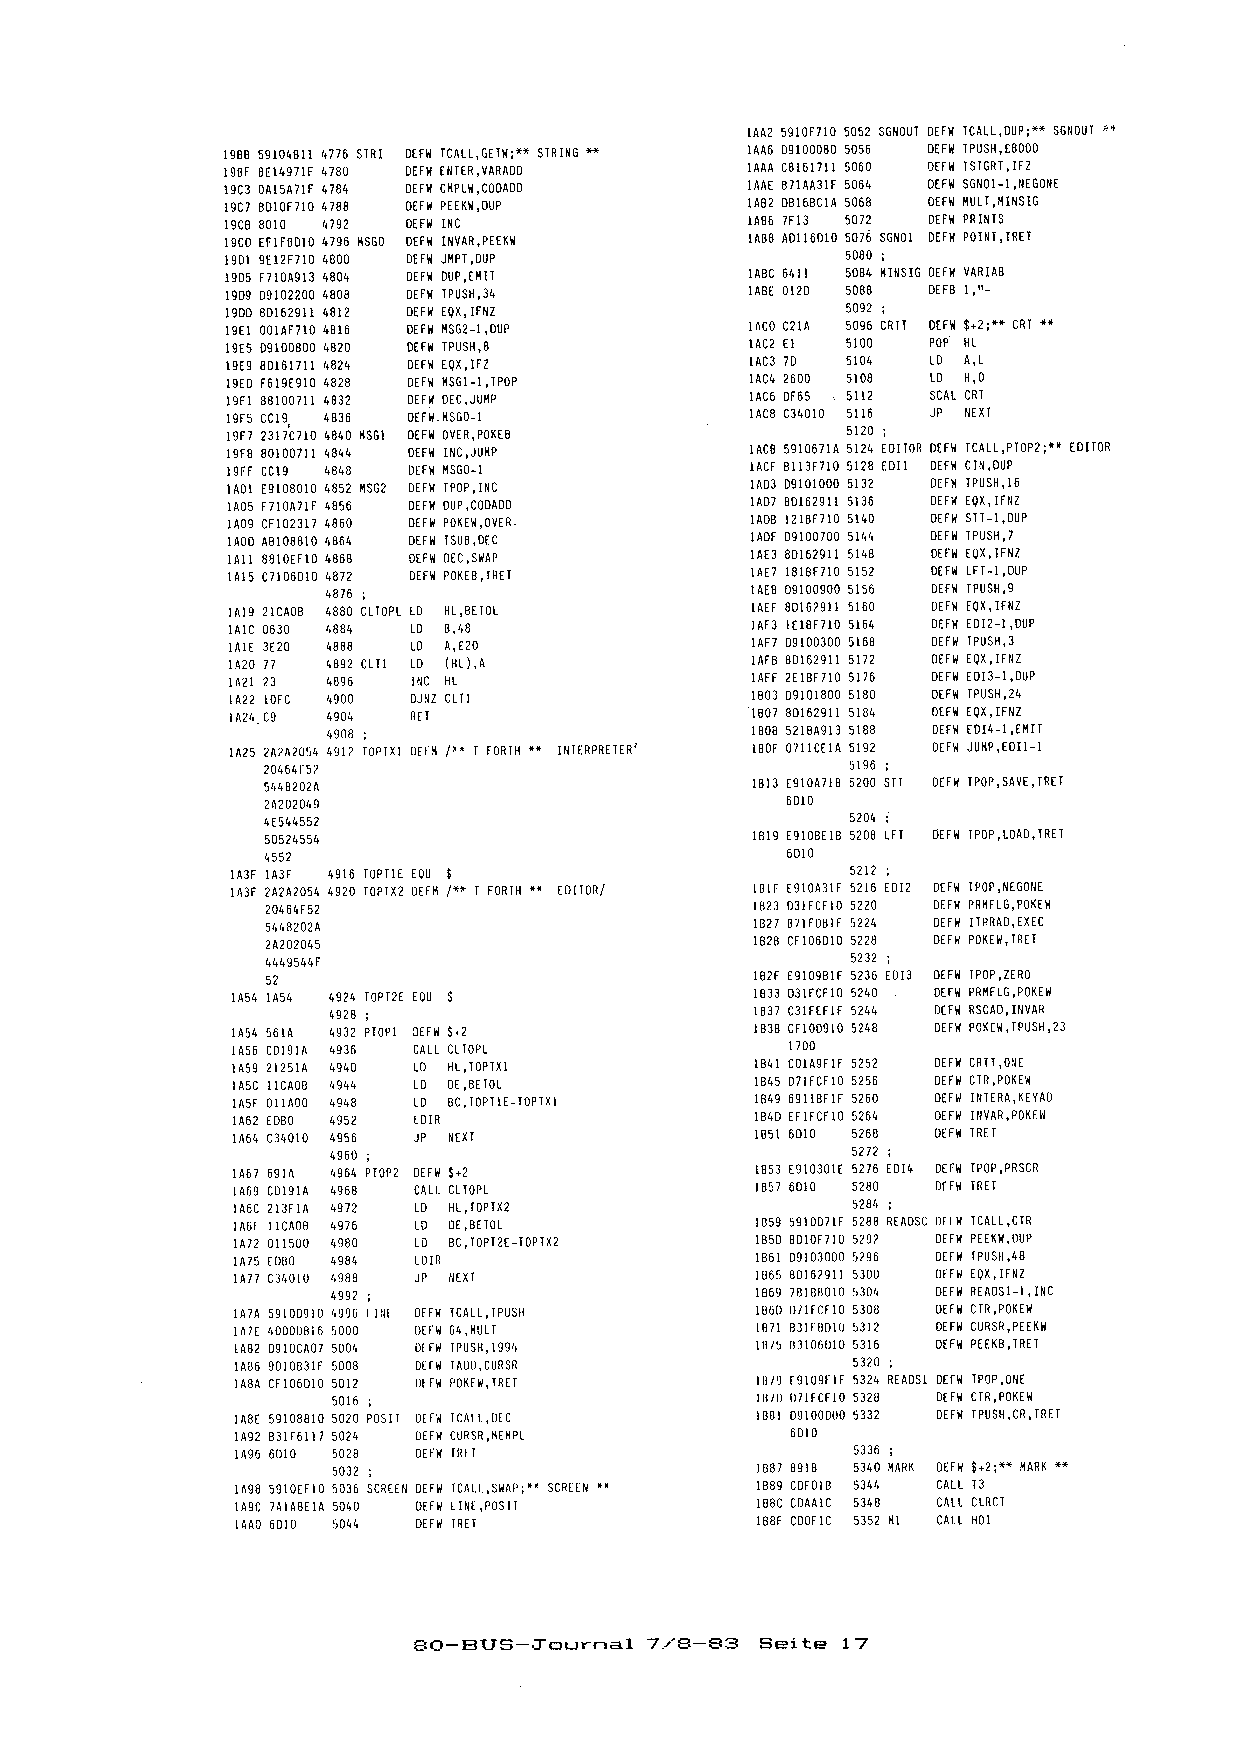 19BB 59104B11 4776 STRI DEFW TCALL,GETW;** STRING **
19BF BE14971F 4780 DEFW ENTER,VARADD
19C3 0A15A71F 4784 DEFW CMPLW,CODADD
19C7 BD10F710 4788 DEFW PEEKW,DUP
19CB 8010 4792 DEFW INC
19CD EF1FBD10 4796 MSG0 DEFW INVAR,PEEKW
19D1 9E12F710 4800 DEFW JMPT,DUP
19D5 F710A913 4804 DEFW DUP,EMIT
19D9 D9102200 4808 DEFW TPUSH,34
19DD 8D162911 4812 DEFW EQX,IFNZ
19E1 001AF710 4816 DEFW MSG2-1,DUP
19E5 D9100800 4820 DEFW TPUSH,8
19E9 8D161711 4824 DEFW EQX,IFZ
19ED F619E910 4828 DEFW MSG1-1,TPOP
19F1 88100711 4832 DEFW DEC,JUMP
19F5 CC19 4836 DEFW MSG0-1
19F7 2317C710 4840 MSG1 DEFW OVER,POKEB
19FB 80100711 4844 DEFW INC,JUMP
19FF CC19 4848 DEFW MSG0-1
1A01 E9108010 4852 MSG2 DEFW TPOP,INC
1A05 F710A71F 4856 DEFW DUP,CODADD
1A09 CF102317 4860 DEFW POKEW,OVER
1A0D AB108810 4864 DEFW TSUB,DEC
1A11 8810EF10 4868 DEFW DEC,SWAP
1A15 C7106D10 4872 DEFW POKEB,TRET
4876 ;
1A19 21CA0B 4880 CLTOPL LD HL,BETOL
1A1C 0630 4884 LD B,48
1A1E 3E20 4888 LD A,£20
1A20 77 4892 CLT1 LD (HL),A
1A21 23 4896 INC HL
1A22 10FC 4900 DJNZ CLT1
1A24 C9 4904 RET
4908 ;
1A25 2A2A2054 4912 TOPTX1 DEFM /** T FORTH ** INTERPRETER/
20464F52
5448202A
2A202049
4E544552
50524554
4552
1A3F 1A3F 4916 TOPT1E EQU $
1A3F 2A2A2054 4920 TOPTX2 DEFM /** T FORTH ** EDITOR/
20464F52
5448202A
2A202045
4449544F
52
1A54 1A54 4924 TOPT2E EQU $
4928 ;
1A54 561A 4932 PTOP1 DEFW $+2
1A56 CD191A 4936 CALL CLTOPL
1A59 21251A 4940 LD HL,TOPTX1
1A5C 11CA0B 4944 LD DE,BETOL
1A5F 011A00 4948 LD BC,TOPT1E-TOPTX1
1A62 EDB0 4952 LDIR
1A64 C34010 4956 JP NEXT
4960 ;
1A67 691A 4964 PTOP2 DEFW $+2
1A69 CD191A 4968 CALL CLTOPL
1A6C 213F1A 4972 LD HL,TOPTX2
1A6F 11CA0B 4976 LD DE,BETOL
1A72 011500 4980 LD BC,TOPT2E-TOPTX2
1A75 EDB0 4984 LDIR
1A77 C34010 4988 JP NEXT
4992 ;
1A7A 5910D910 4996 LINE DEFW TCALL,TPUSH
1A7E 4000DB16 5000 DEFW 64,MULT
1A82 D910CA07 5004 DEFW TPUSH,1994
1A86 9010B31F 5008 DEFW TADD,CURSR
1A8A CF106D10 5012 DEFW POKEW,TRET
5016 ;
1A8E 59108810 5020 POSIT DEFW TCALL,DEC
1A92 B31F6117 5024 DEFW CURSR,MEMPL
1A96 6D10 5028 DEFW TRET
5032 ;
1A98 5910EF10 5036 SCREEN DEFW TCALL,SWAP;** SCREEN **
1A9C 7A1A8E1A 5040 DEFW LINE,POSIT
1AA0 6D10 5044 DEFW TRET
1AA2 5910F710 5052 SGNOUT DEFW TCALL,DUP;** SGNOUT **
1AA6 D9100080 5056 DEFW TPUSH,£8000
1AAA C8161711 5060 DEFW TSTGRT,IFZ
1AAE B71AA31F 5064 DEFW SGNO1-1,NEGONE
1AB2 DB16BC1A 5068 DEFW MULT,MINSIG
1AB6 7F13 5072 DEFW PRINTS
1AB8 AD116D10 5076 SGNO1 DEFW POINT,TRET
5080 ;
1ABC 6411 5084 MINSIG DEFW VARIAB
1ABE 012D 5088 DEFB 1,"-
5092 ;
1AC0 C21A 5096 CRTT DEFW $+2;** CRT **
1AC2 E1 5100 POP HL
1AC3 7D 5104 LD A,L
1AC4 2600 5108 LD H,0
1AC6 DF65 5112 SCAL CRT
1AC8 C34010 5116 JP NEXT
5120 ;
1ACB 5910671A 5124 EDITOR DEFW TCALL,PTOP2;** EDITOR
1ACF B113F710 5128 EDI1 DEFW CIN,DUP
1AD3 D9101000 5132 DEFW TPUSH,16
1AD7 8D162911 5136 DEFW EQX,IFNZ
1ADB 121BF710 5140 DEFW STT-1,DUP
1ADF D9100700 5144 DEFW TPUSH,7
1AE3 8D162911 5148 DEFW EQX,IFNZ
1AE7 181BF710 5152 DEFW LFT-1,DUP
1AEB D9100900 5156 DEFW TPUSH,9
1AEF 8D162911 5160 DEFW EQX,IFNZ
1AF3 1E1BF710 5164 DEFW EDI2-1,DUP
1AF7 D9100300 5168 DEFW TPUSH,3
1AFB 8D162911 5172 DEFW EQX,IFNZ
1AFF 2E1BF710 5176 DEFW EDI3-1,DUP
1B03 D9101800 5180 DEFW TPUSH,24
1B07 8D162911 5184 DEFW EQX,IFNZ
1B0B 521BA913 5188 DEFW EDI4-1,EMIT
1B0F 0711CE1A 5192 DEFW JUMP,EDI1-1
5196 ;
1B13 E910A71B 5200 STT DEFW TPOP,SAVE,TRET
6D10
5204 ;
1B19 E910BE1B 5208 LFT DEFW TPOP,LOAD,TRET
6D10
5212 ;
1B1F E910A31F 5216 EDI2 DEFW TPOP,NEGONE
1B23 D31FCF10 5220 DEFW PRMFLG,POKEW
1B27 B71FDB1F 5224 DEFW ITPRAD,EXEC
1B2B CF106D10 5228 DEFW POKEW,TRET
5232 ;
1B2F E9109B1F 5236 EDI3 DEFW TPOP,ZERO
1B33 D31FCF10 5240 DEFW PRMFLG,POKEW
1B37 C31FEF1F 5244 DEFW RSCAD,INVAR
1B3B CF10D910 5248 DEFW POKEW,TPUSH,23
1700
1B41 C01A9F1F 5252 DEFW CRTT,ONE
1B45 D71FCF10 5256 DEFW CTR,POKEW
1B49 6911BF1F 5260 DEFW INTERA,KEYAD
1B4D EF1FCF10 5264 DEFW INVAR,POKEW
1B51 6D10 5268 DEFW TRET
5272 ;
1B53 E910301E 5276 EDI4 DEFW TPOP,PRSCR
1B57 6D10 5280 DEFW TRET
5284 ;
1B59 5910D71F 5288 READSC DEFW TCALL,CTR
1B5D BD10F710 5292 DEFW PEEKW,DUP
1B61 D9103000 5296 DEFW TPUSH,48
1B65 8D162911 5300 DEFW EQX,IFNZ
1B69 781B8010 5304 DEFW READS1-1,INC
1B6D D71FCF10 5308 DEFW CTR,POKEW
1B71 B31FBD10 5312 DEFW CURSR,PEEKW
1B75 B3106D10 5316 DEFW PEEKB,TRET
5320 ;
1B79 E9109F1F 5324 READS1 DEFW TPOP,ONE
1B7D D71FCF10 5328 DEFW CTR,POKEW
1B81 D9100D00 5332 DEFW TPUSH,CR,TRET
6D10
5336 ;
1B87 891B 5340 MARK DEFW $+2;** MARK **
1B89 CDF01B 5344 CALL T3
1B8C CDAA1C 5348 CALL CLRCT
1B8F CD0F1C 5352 M1 CALL HO1
80-BUS-Journal 7/8-83 Seite 17